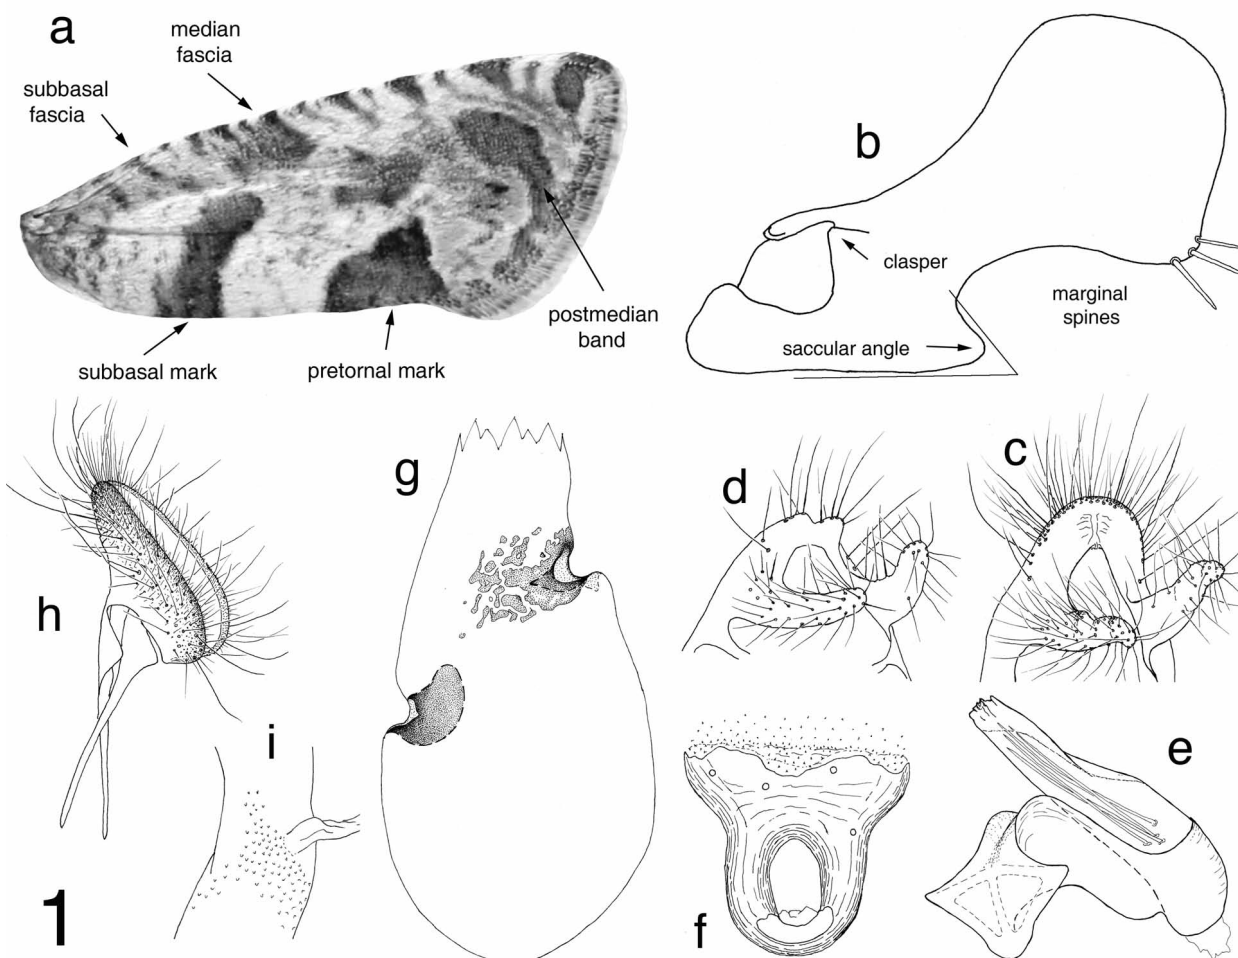 a
median
fascia
subbasal
fascia
subbasal mark
pretornal mark
postmedian
band
b
clasper
marginal
spines
saccular angle
h
g
d
c
i
f
e
1